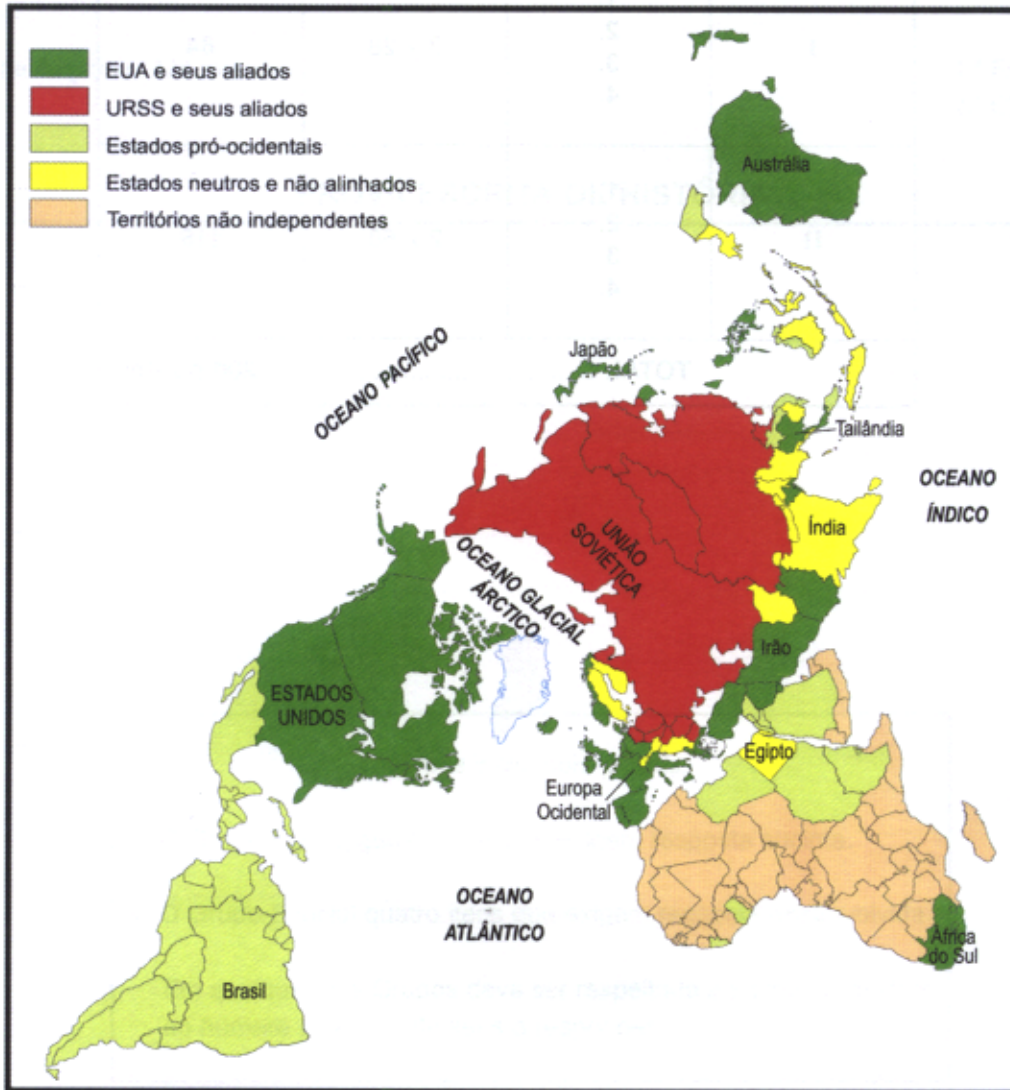 EUA e seus aliados
URSS e seus aliados
Estados pró-ocidentais
Estados neutros e não alinhados
Territórios não independentes
Austrália
OCEANO PACÍFICO
Japão
Tailândia
OCEANO
ÍNDICO
Índia
UNIÃO
SOVIÉTICA
OCEANO GLACIAL
ÁRCTICO
Irão
ESTADOS
UNIDOS
Egipto
Europa
Ocidental
OCEANO
ATLÂNTICO
África
do Sul
Brasil